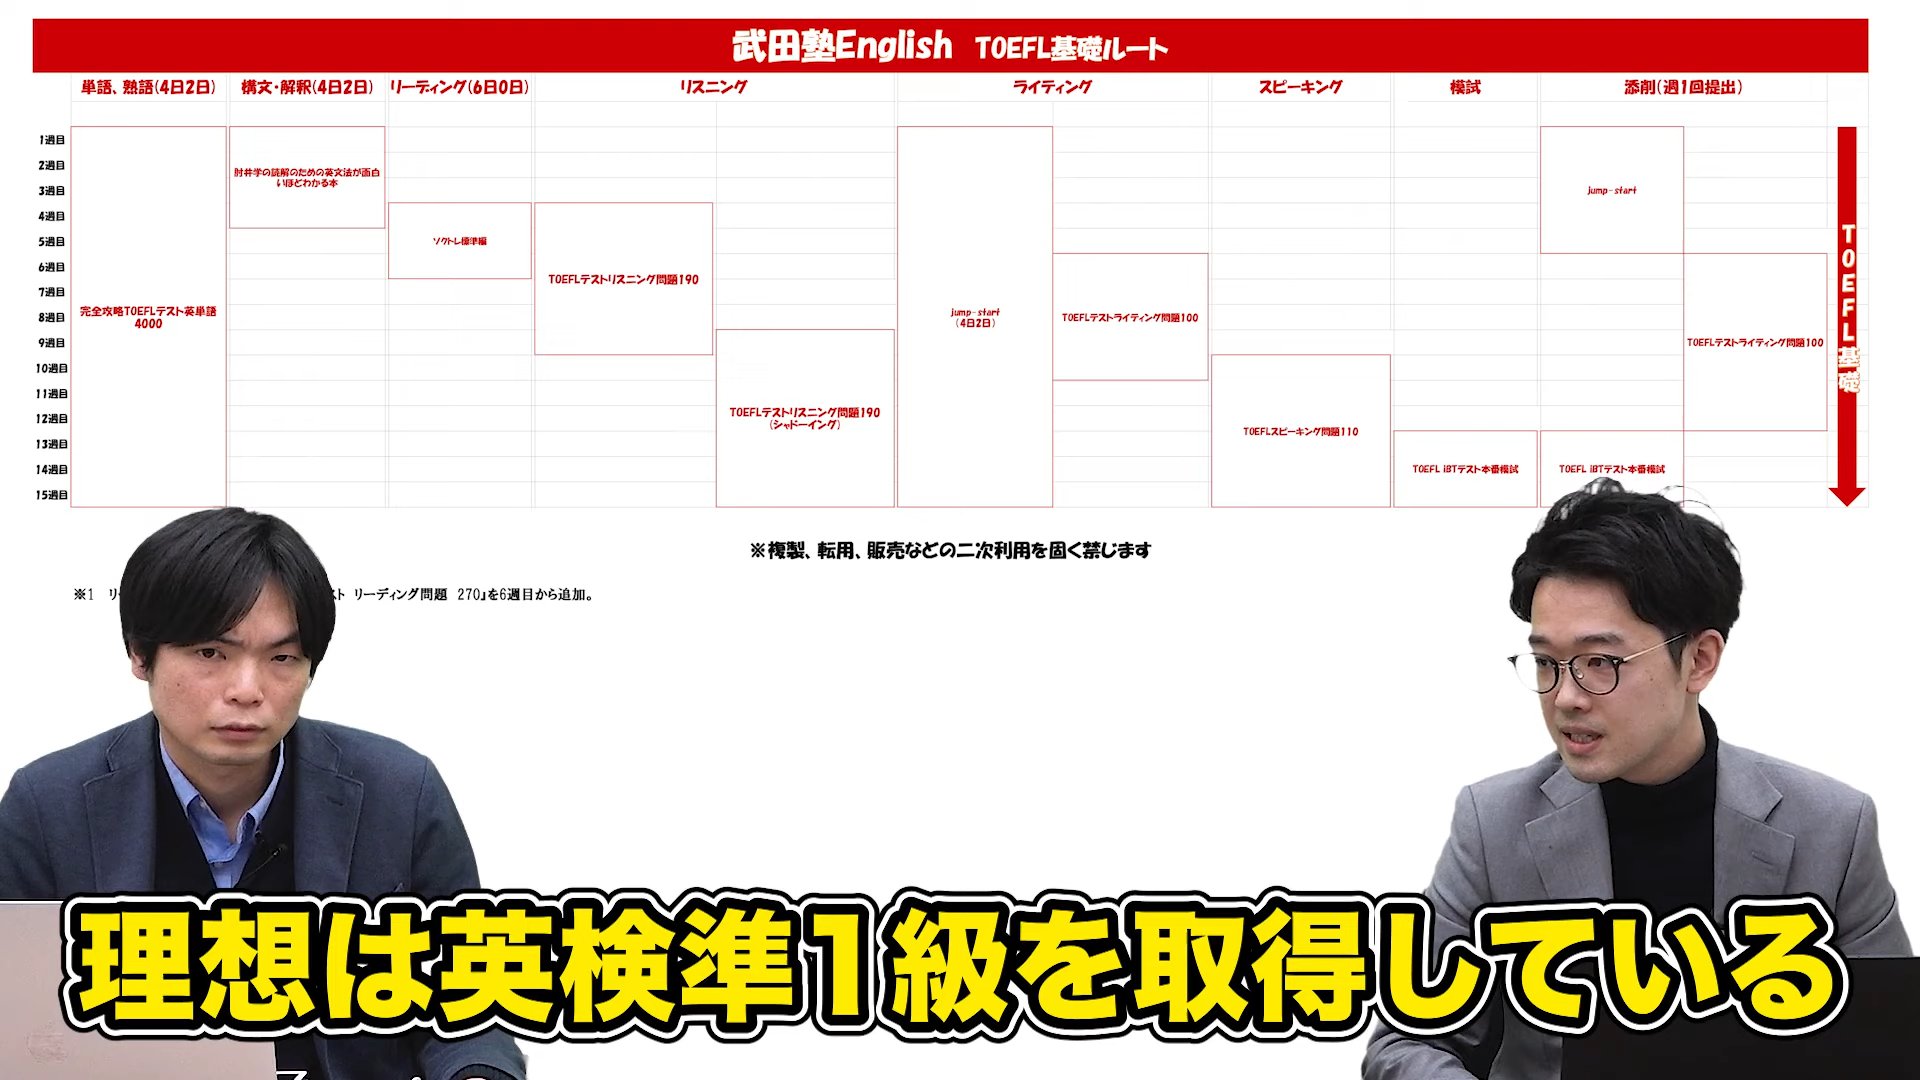 武田塾English TOEFL基礎ルート
単語、熟語(4日2日) 構文・解釈(4日2日) リーディング(6日0日) リスニング ライティング スピーキング 模試 添削(週1回提出)
1週目
2週目
3週目
4週目
5週目
6週目
7週目
8週目
9週目
10週目
11週目
12週目
13週目
14週目
15週目
完全攻略TOEFLテスト英単語
4000
肘井学の読解のための英文法が面白
いほどわかる本
ソクトレ標準編
TOEFLテストリスニング問題190
TOEFLテストリスニング問題190
(シャドーイング)
jump-start
(4日2日)
TOEFLテストライティング問題100
TOEFLスピーキング問題110
TOEFL iBTテスト本番模試
jump-start
TOEFLテストライティング問題100
TOEFL iBTテスト本番模試
TOEFL基礎
※複製、転用、販売などの二次利用を固く禁じます
※1 リ
スト リーディング問題 270』を6週目から追加。
理想は英検準1級を取得している